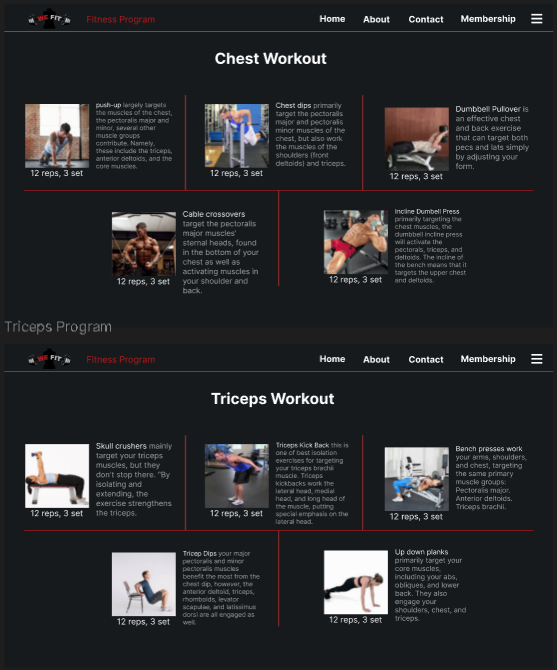 WE FIT
Fitness Program
Home
About
Contact
Membership
Chest Workout
push-up largely targets
the muscles of the chest,
the pectoralis major and
minor, several other
muscle groups
contribute. Namely,
these include the triceps,
anterior deltoids, and the
core muscles.
12 reps, 3 set
Chest dips primarily
target the pectoralis
major and pectoralis
minor muscles of the
chest, but also work
the muscles of the
shoulders (front
deltoids) and triceps.
12 reps, 3 set
Dumbbell Pullover is
an effective chest
and back exercise
that can target both
pecs and lats simply
by adjusting your
form.
12 reps, 3 set
Cable crossovers
target the pectoralis
major muscles'
sternal heads, found
in the bottom of your
chest as well as
activating muscles in
your shoulder and
back.
12 reps, 3 set
Incline Dumbell Press
primarily targeting the
chest muscles, the
dumbbell incline press
will activate the
pectorals, triceps, and
deltoids. The incline of
the bench means that it
targets the upper chest
and deltoids.
12 reps, 3 set
Triceps Program
WE FIT
Fitness Program
Home
About
Contact
Membership
Triceps Workout
Skull crushers mainly
target your triceps
muscles, but they
don't stop there. "By
isolating and
extending, the
exercise strengthens
the triceps.
12 reps, 3 set
Triceps Kick Back this is
one of best isolation
exercises for targeting
your triceps brachii
muscle. Triceps
kickbacks work the
lateral head, medial
head, and long head of
the muscle, putting
special emphasis on the
lateral head.
12 reps, 3 set
Bench presses work
your arms, shoulders,
and chest, targeting
the same primary
muscle groups:
Pectoralis major.
Anterior deltoids.
Triceps brachii.
12 reps, 3 set
Tricep Dips your major
pectoralis and minor
pectoralis muscles
benefit the most from the
chest dip, however, the
anterior deltoid, triceps,
rhomboids, levator
scapulae, and latissimus
dorsi are all engaged as
well.
12 reps, 3 set
Up down planks
primarily target your
core muscles,
including your abs,
obliques, and lower
back. They also
engage your
shoulders, chest, and
triceps.
12 reps, 3 set